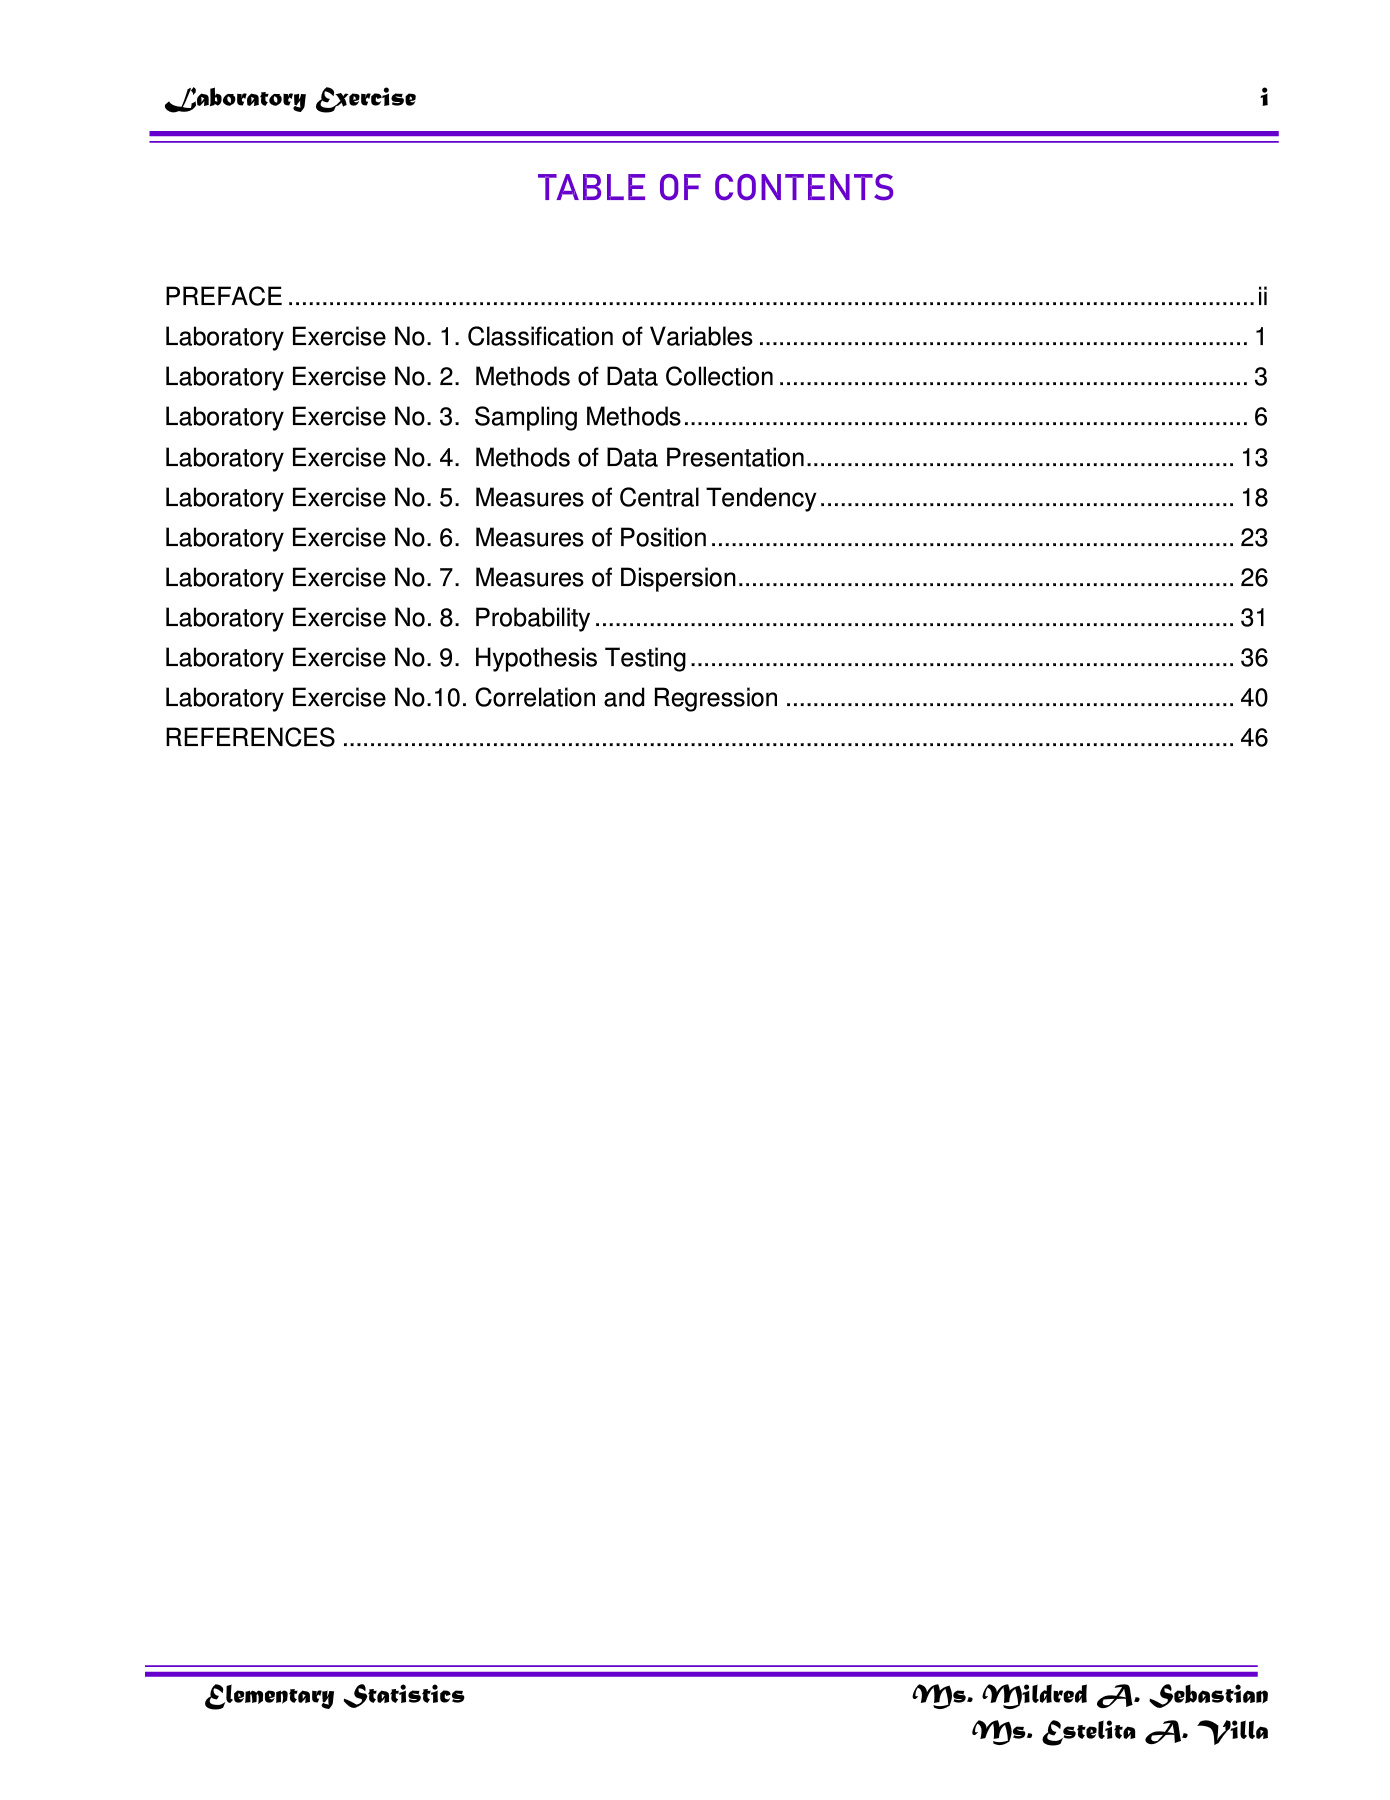 Laboratory Exercise i
TABLE OF CONTENTS
PREFACE ................................................................................................................................................ii
Laboratory Exercise No. 1. Classification of Variables ........................................................................ 1
Laboratory Exercise No. 2.  Methods of Data Collection ..................................................................... 3
Laboratory Exercise No. 3.  Sampling Methods................................................................................... 6
Laboratory Exercise No. 4.  Methods of Data Presentation............................................................... 13
Laboratory Exercise No. 5.  Measures of Central Tendency............................................................. 18
Laboratory Exercise No. 6.  Measures of Position............................................................................. 23
Laboratory Exercise No. 7.  Measures of Dispersion......................................................................... 26
Laboratory Exercise No. 8.  Probability .............................................................................................. 31
Laboratory Exercise No. 9.  Hypothesis Testing................................................................................ 36
Laboratory Exercise No.10. Correlation and Regression .................................................................. 40
REFERENCES ................................................................................................................................... 46
Elementary Statistics Ms. Mildred A. Sebastian
Ms. Estelita A. Villa